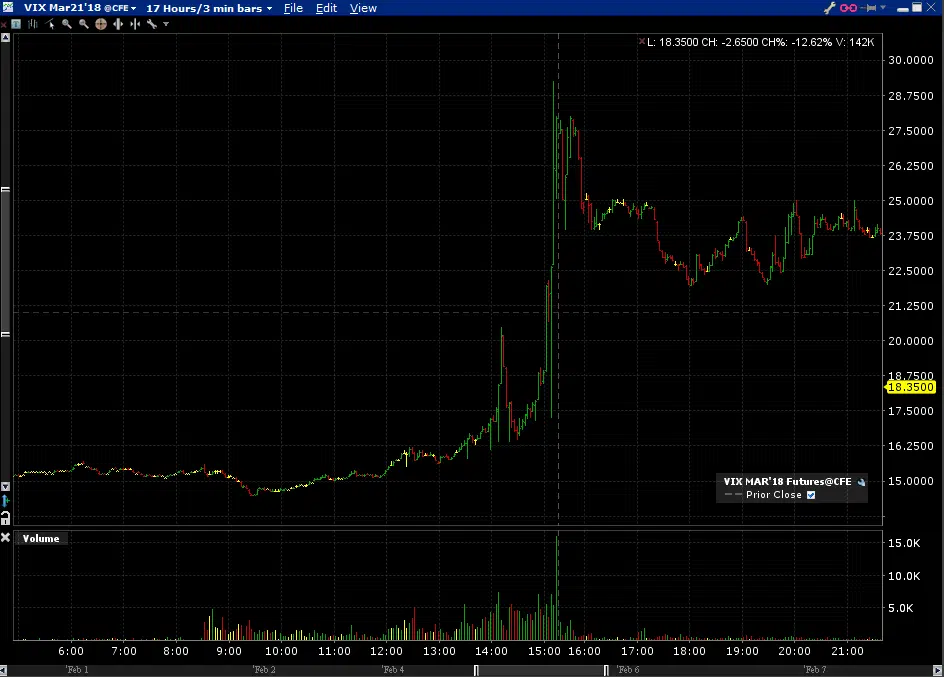 VIX Mar21'18 @CFE 17 Hours/3 min bars File Edit View
L: 18.3500 CH: -2.6500 CH%: -12.62% V: 142K
30.0000
28.7500
27.5000
26.2500
25.0000
23.7500
22.5000
21.2500
20.0000
18.7500
18.3500
17.5000
16.2500
15.0000
VIX MAR'18 Futures@CFE
Prior Close
Volume
15.0K
10.0K
5.0K
6:00 7:00 8:00 9:00 10:00 11:00 12:00 13:00 14:00 15:00 16:00 17:00 18:00 19:00 20:00 21:00
'Feb 1 'Feb 2 'Feb 4 'Feb 6 'Feb 7